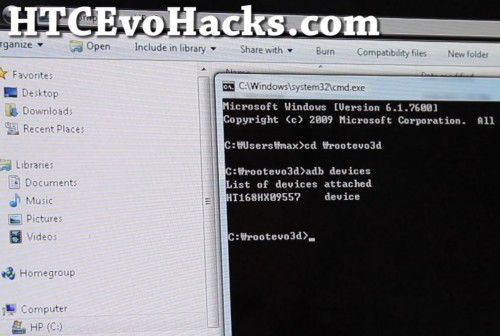 HTCEvoHacks.com
Organize
Open
Include in library
Share with
Burn
Compatibility files
New folder
Favorites
Desktop
Downloads
Recent Places
Libraries
Documents
Music
Pictures
Videos
Homegroup
Computer
HP (C:)
C:\Windows\system32\cmd.exe
Microsoft Windows [Version 6.1.7600]
Copyright (c) 2009 Microsoft Corporation.  All
C:₩Users₩max>cd ₩rootevo3d
C:₩rootevo3d>adb devices
List of devices attached
HT168HX09557    device
C:₩rootevo3d>_